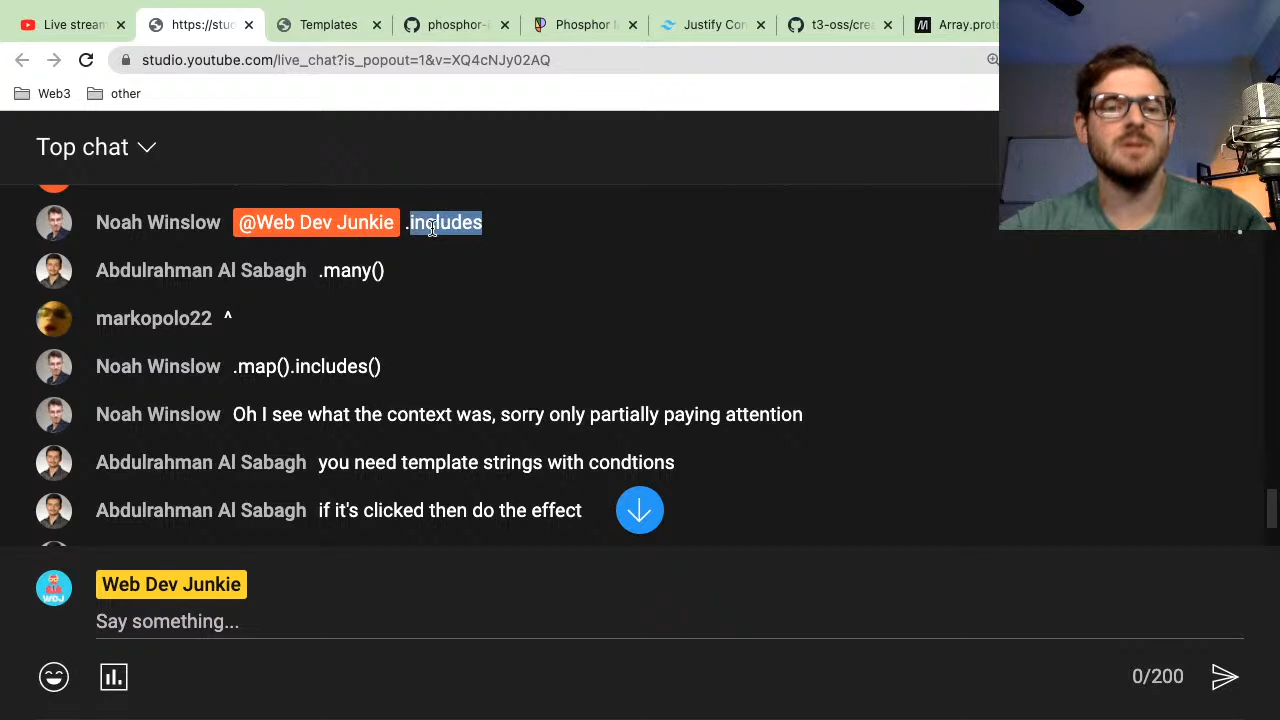 Live stream
https://stu
Templates
phosphor-
Phosphor
Justify Con
t3-oss/crea
Array.proto
studio.youtube.com/live_chat?is_popout=1&v=XQ4cNJy02AQ
Web3
other
Top chat
Noah Winslow @Web Dev Junkie .includes
Abdulrahman Al Sabagh .many()
markopolo22 ^
Noah Winslow .map().includes()
Noah Winslow Oh I see what the context was, sorry only partially paying attention
Abdulrahman Al Sabagh you need template strings with condtions
Abdulrahman Al Sabagh if it's clicked then do the effect
WDJ
Web Dev Junkie
Say something...
0/200